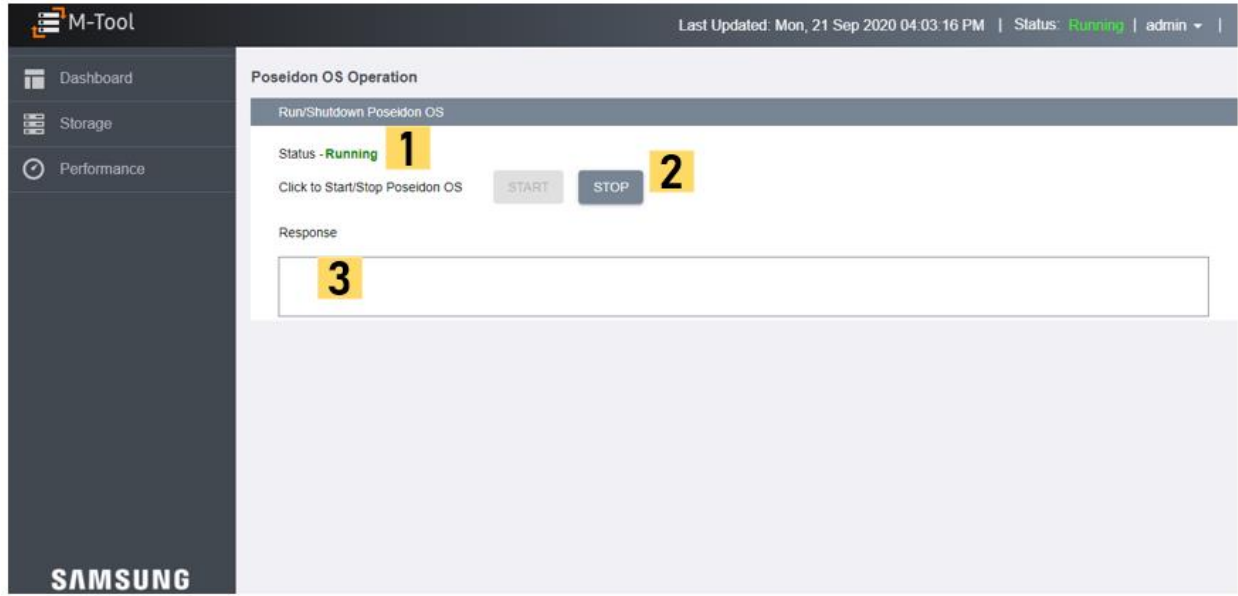 M-Tool
Last Updated: Mon, 21 Sep 2020 04:03:16 PM | Status: Running | admin |
Dashboard
Storage
Performance
Poseidon OS Operation
Run/Shutdown Poseidon OS
Status - Running 1
Click to Start/Stop Poseidon OS START STOP 2
Response
3
SAMSUNG